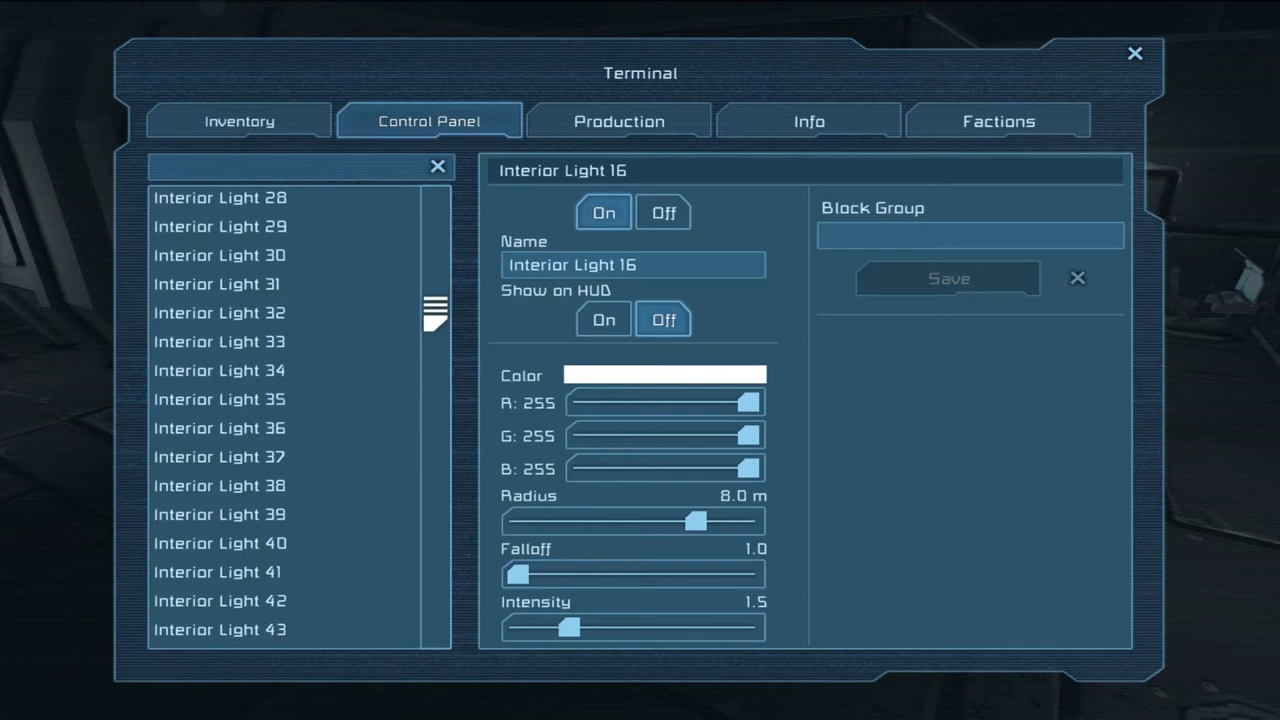 Terminal
Inventory
Control Panel
Production
Info
Factions
Interior Light 28
Interior Light 29
Interior Light 30
Interior Light 31
Interior Light 32
Interior Light 33
Interior Light 34
Interior Light 35
Interior Light 36
Interior Light 37
Interior Light 38
Interior Light 39
Interior Light 40
Interior Light 41
Interior Light 42
Interior Light 43
Interior Light 16
On Off
Name
Interior Light 16
Show on HUD
On Off
Color
R: 255
G: 255
B: 255
Radius 8.0 m
Falloff 1.0
Intensity 1.5
Block Group
Save